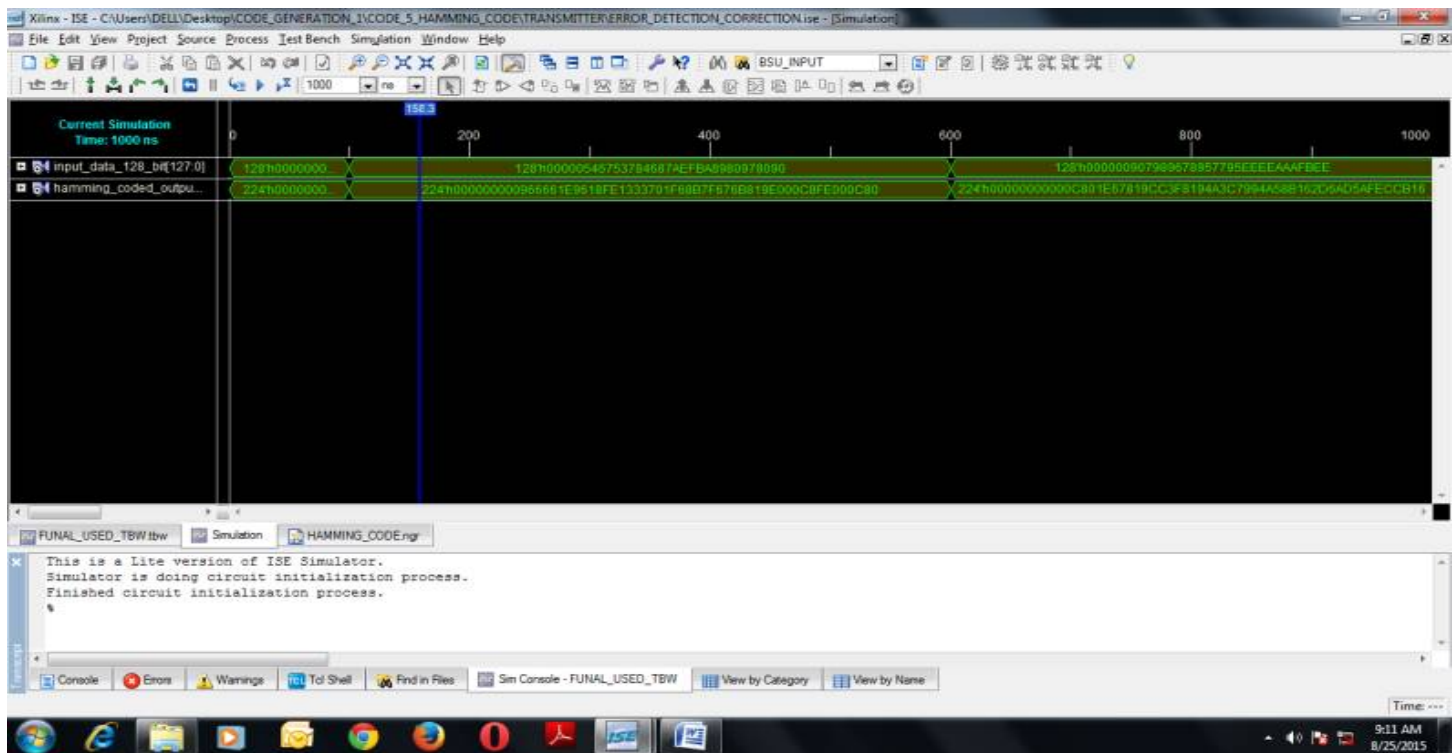 Xilinx - ISE - C:\Users\DELL\Desktop\CODE_GENERATION_1\CODE_5_HAMMING_CODE\TRANSMITTER\ERROR_DETECTION_CORRECTION.ise - [Simulation]
File Edit View Project Source Process Test Bench Simulation Window Help
BSU_INPUT
1000 ns
158.3
Current Simulation
Time: 1000 ns
0 200 400 600 800 1000
input_data_128_bit[127:0] 128'h0000000...
hamming_coded_outpu... 224'h0000000...
FUNAL_USED_TBW.tbw Simulation HAMMING_CODE.ngr
This is a Lite version of ISE Simulator.
Simulator is doing circuit initialization process.
Finished circuit initialization process.
%
Transcript
Console Errors Warnings Tcl Shell Find in Files Sim Console - FUNAL_USED_TBW View by Category View by Name
Time: ---
ISE
9:11 AM
8/25/2015